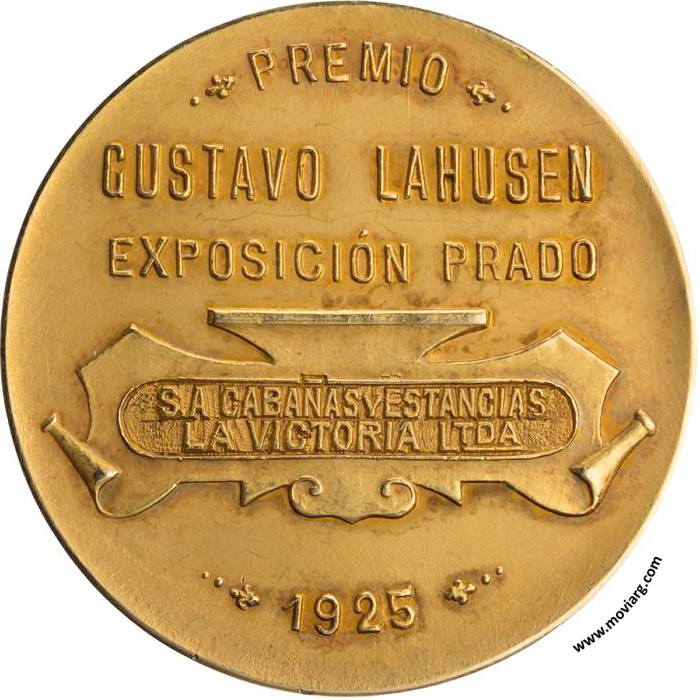 PREMIO
GUSTAVO LAHUSEN
EXPOSICIÓN PRADO
S.A CABAÑAS Y ESTANCIAS
LA VICTORIA LTDA
1925
www.moviarg.com